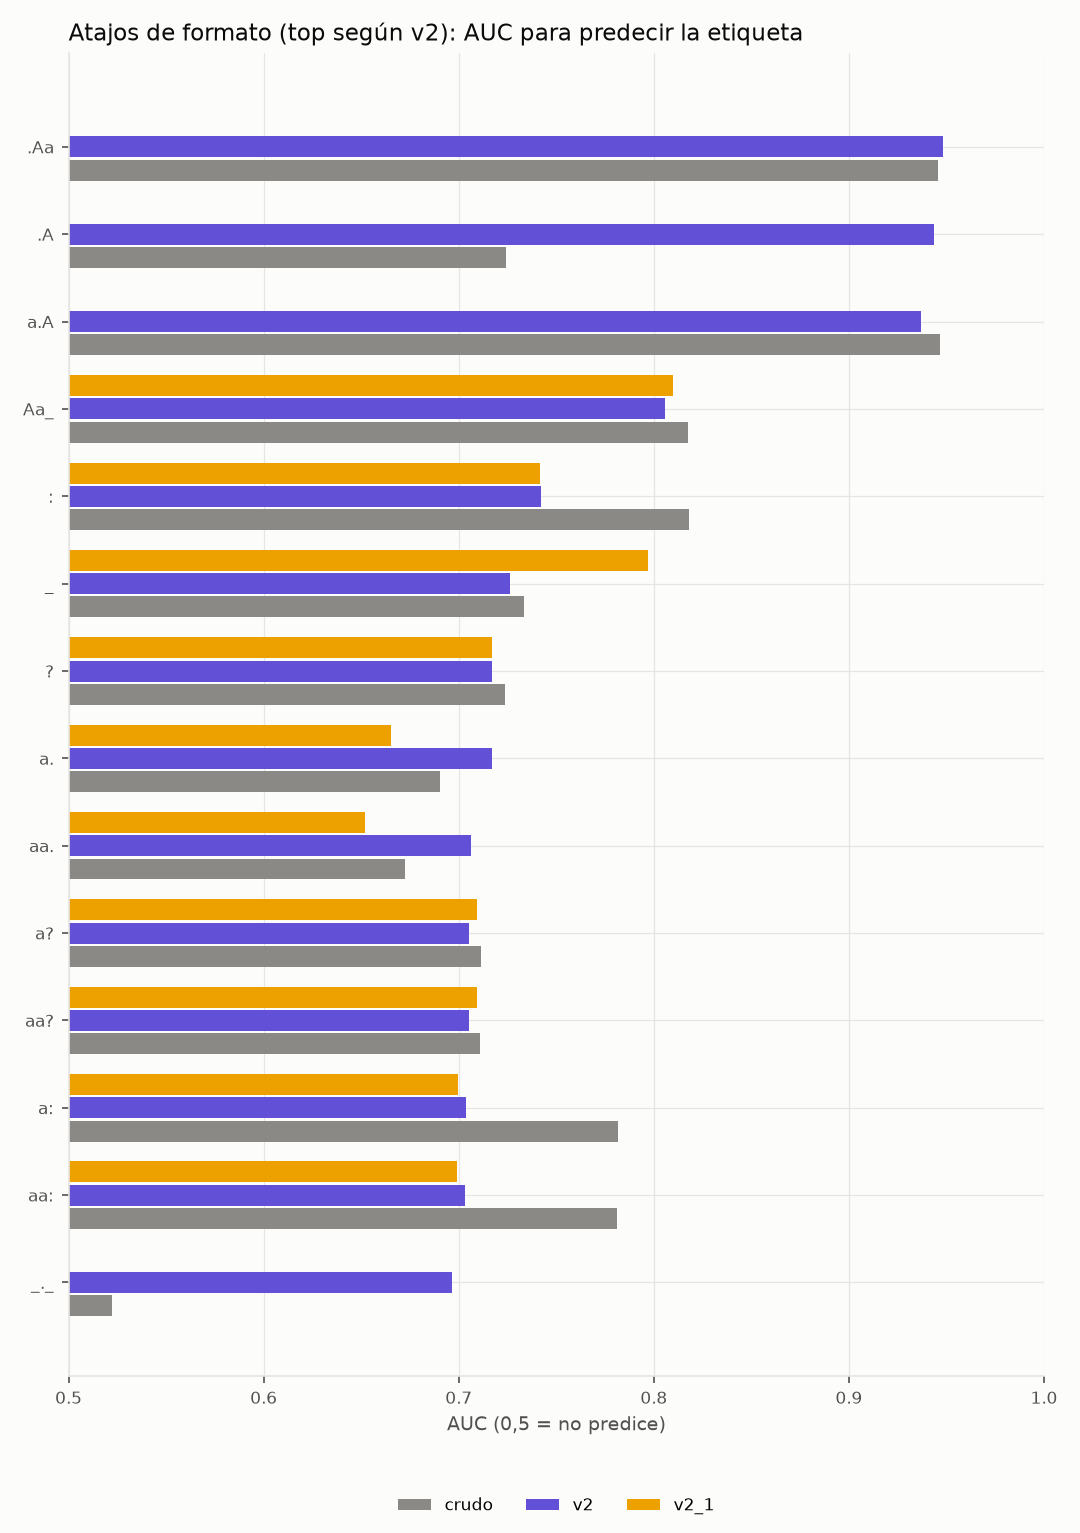 Atajos de formato (top según v2): AUC para predecir la etiqueta
.Aa
.A
a.A
Aa_
:
_
?
a.
aa.
a?
aa?
a:
aa:
_._
0.5 0.6 0.7 0.8 0.9 1.0
AUC (0,5 = no predice)
crudo v2 v2_1